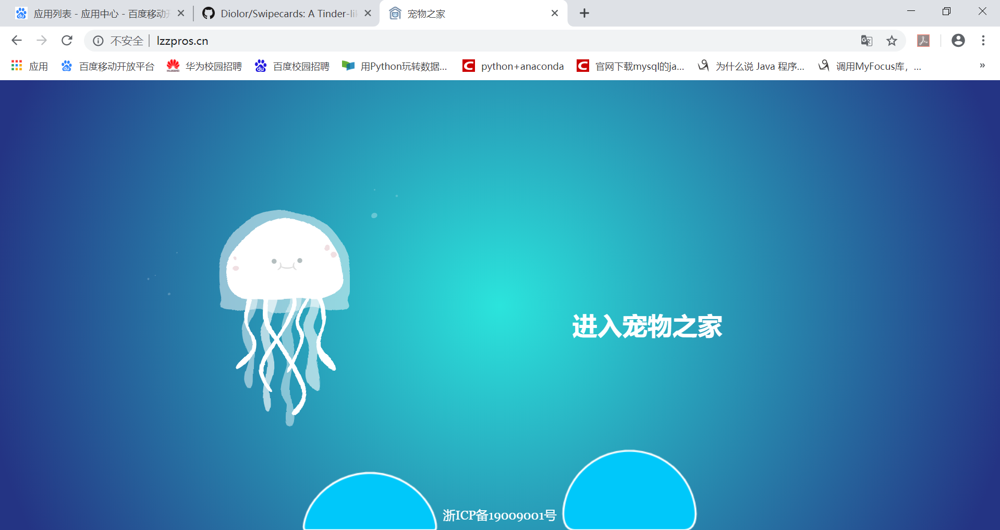 应用列表 - 应用中心 - 百度移动开
Diolor/Swipecards: A Tinder-lik
宠物之家
不安全
lzzpros.cn
应用
百度移动开放平台
HUAWEI
华为校园招聘
du
百度校园招聘
用Python玩转数据...
python+anaconda
官网下载mysql的ja...
为什么说 Java 程序...
调用MyFocus库，...
进入宠物之家
浙ICP备19009001号